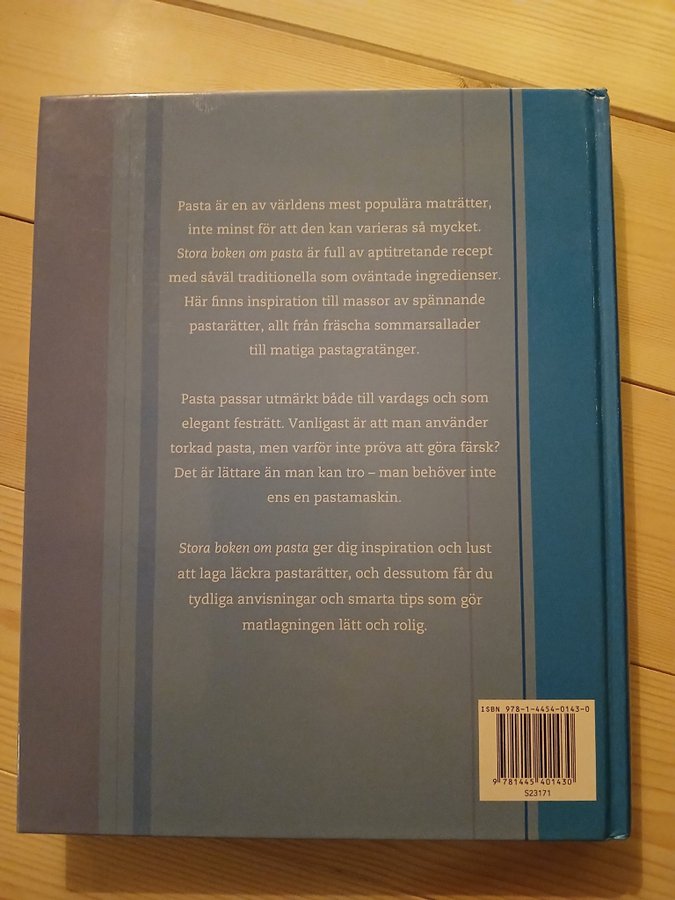 Pasta är en av världens mest populära maträtter,
inte minst för att den kan varieras så mycket.
Stora boken om pasta är full av aptitretande recept
med såväl traditionella som oväntade ingredienser.
Här finns inspiration till massor av spännande
pastarätter, allt från fräscha sommarsallader
till matiga pastagratänger.
Pasta passar utmärkt både till vardags och som
elegant festrätt. Vanligast är att man använder
torkad pasta, men varför inte pröva att göra färsk?
Det är lättare än man kan tro – man behöver inte
ens en pastamaskin.
Stora boken om pasta ger dig inspiration och lust
att laga läckra pastarätter, och dessutom får du
tydliga anvisningar och smarta tips som gör
matlagningen lätt och rolig.
ISBN 978-1-4454-0143-0
9 781445 401430
S23171